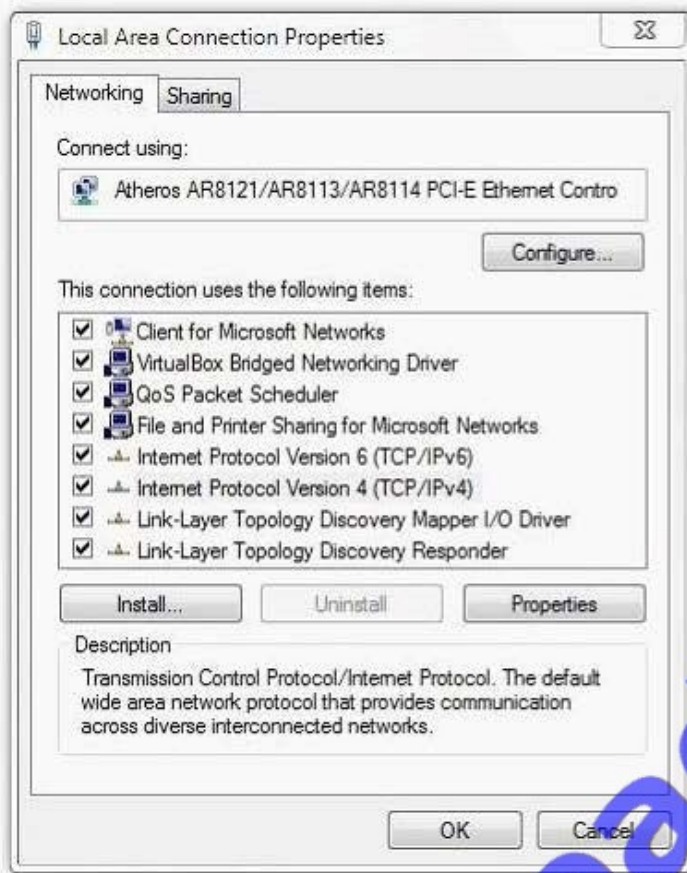 Local Area Connection Properties
Networking
Sharing
Connect using:
Atheros AR8121/AR8113/AR8114 PCI-E Ethernet Contro
Configure...
This connection uses the following items:
Client for Microsoft Networks
VirtualBox Bridged Networking Driver
QoS Packet Scheduler
File and Printer Sharing for Microsoft Networks
Internet Protocol Version 6 (TCP/IPv6)
Internet Protocol Version 4 (TCP/IPv4)
Link-Layer Topology Discovery Mapper I/O Driver
Link-Layer Topology Discovery Responder
Install...
Uninstall
Properties
Description
Transmission Control Protocol/Internet Protocol. The default
wide area network protocol that provides communication
across diverse interconnected networks.
OK
Cancel